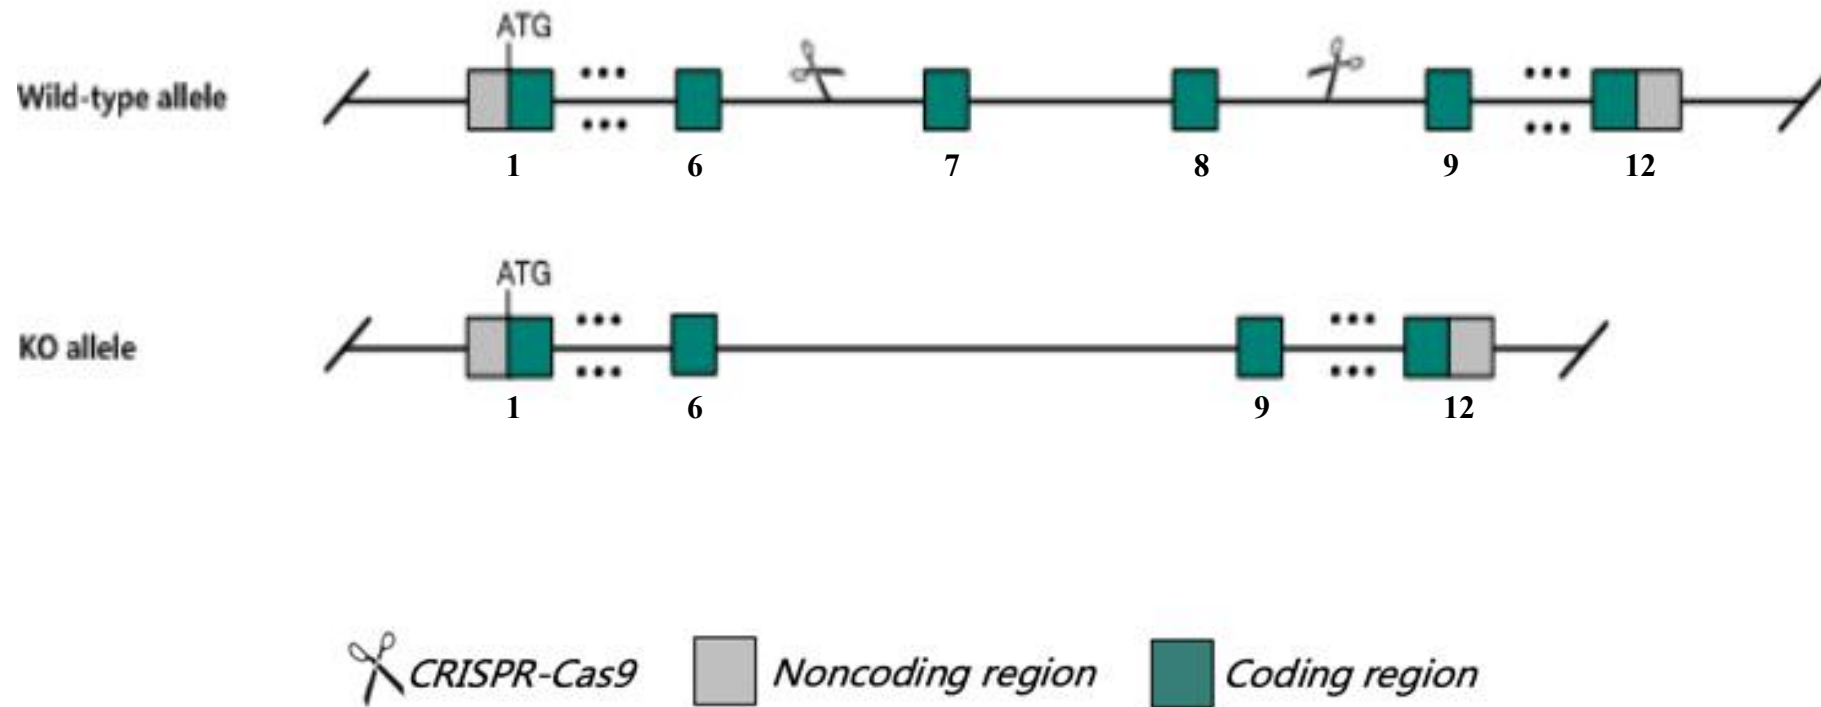 ATG
Wild-type allele
1 6 7 8 9 12
ATG
KO allele
1 6 9 12
CRISPR-Cas9 Noncoding region Coding region